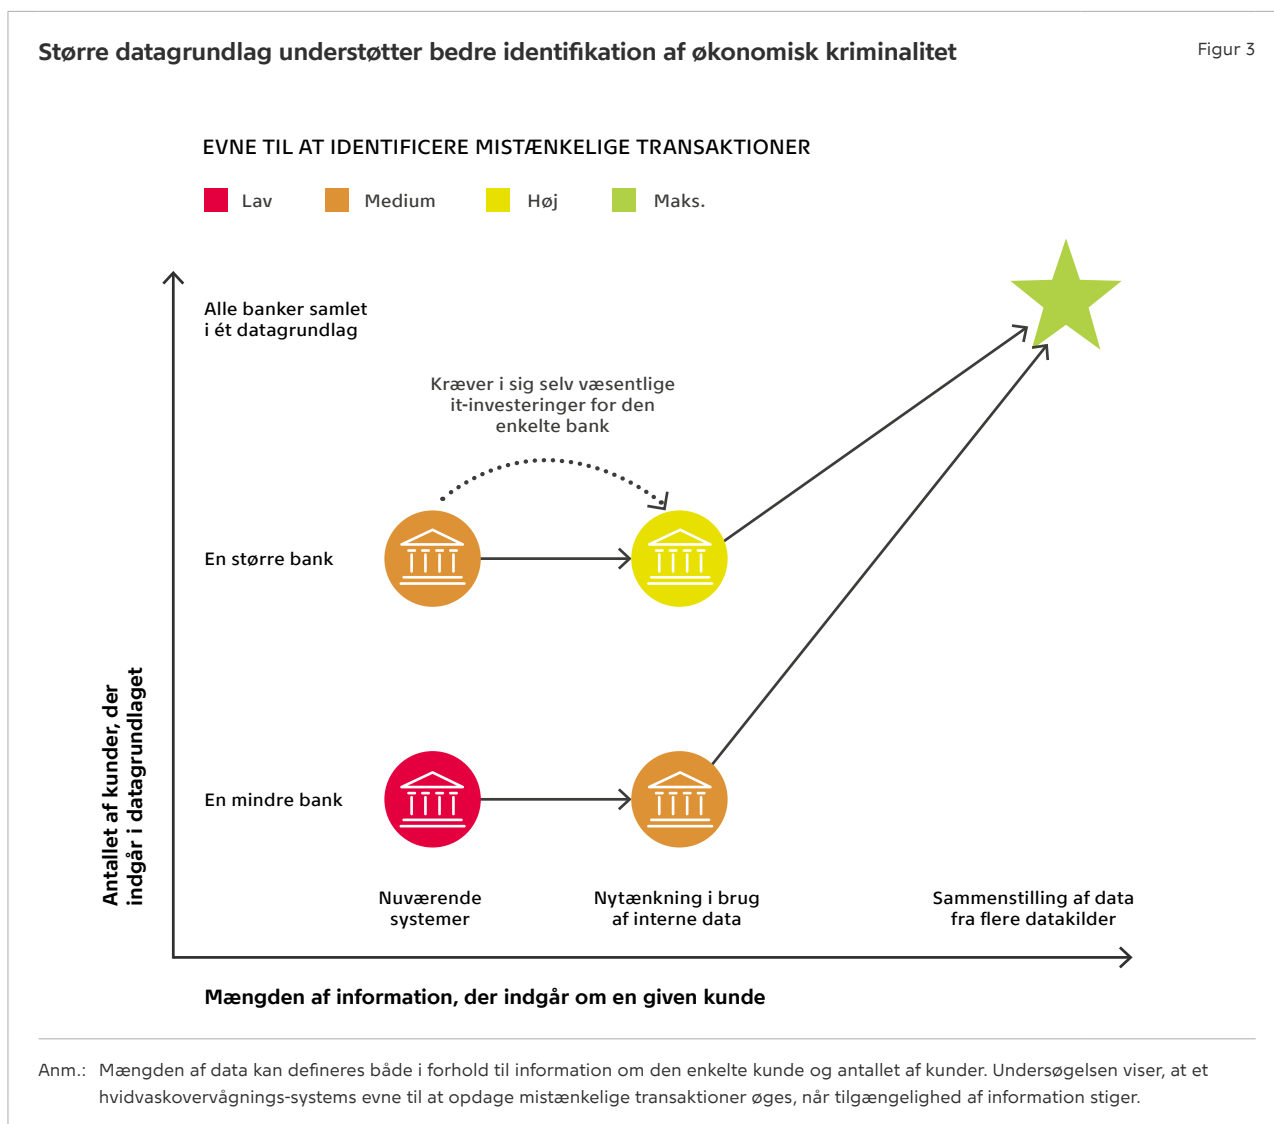 Større datagrundlag understøtter bedre identifikation af økonomisk kriminalitet
Figur 3
EVNE TIL AT IDENTIFICERE MISTÆNKELIGE TRANSAKTIONER
Lav
Medium
Høj
Maks.
Alle banker samlet
i ét datagrundlag
Kræver i sig selv væsentlige
it-investeringer for den
enkelte bank
En større bank
En mindre bank
Antallet af kunder, der
indgår i datagrundlaget
Nuværende
systemer
Nytænkning i brug
af interne data
Sammenstilling af data
fra flere datakilder
Mængden af information, der indgår om en given kunde
Anm.: Mængden af data kan defineres både i forhold til information om den enkelte kunde og antallet af kunder. Undersøgelsen viser, at et
hvidvaskovervågnings-systems evne til at opdage mistænkelige transaktioner øges, når tilgængelighed af information stiger.